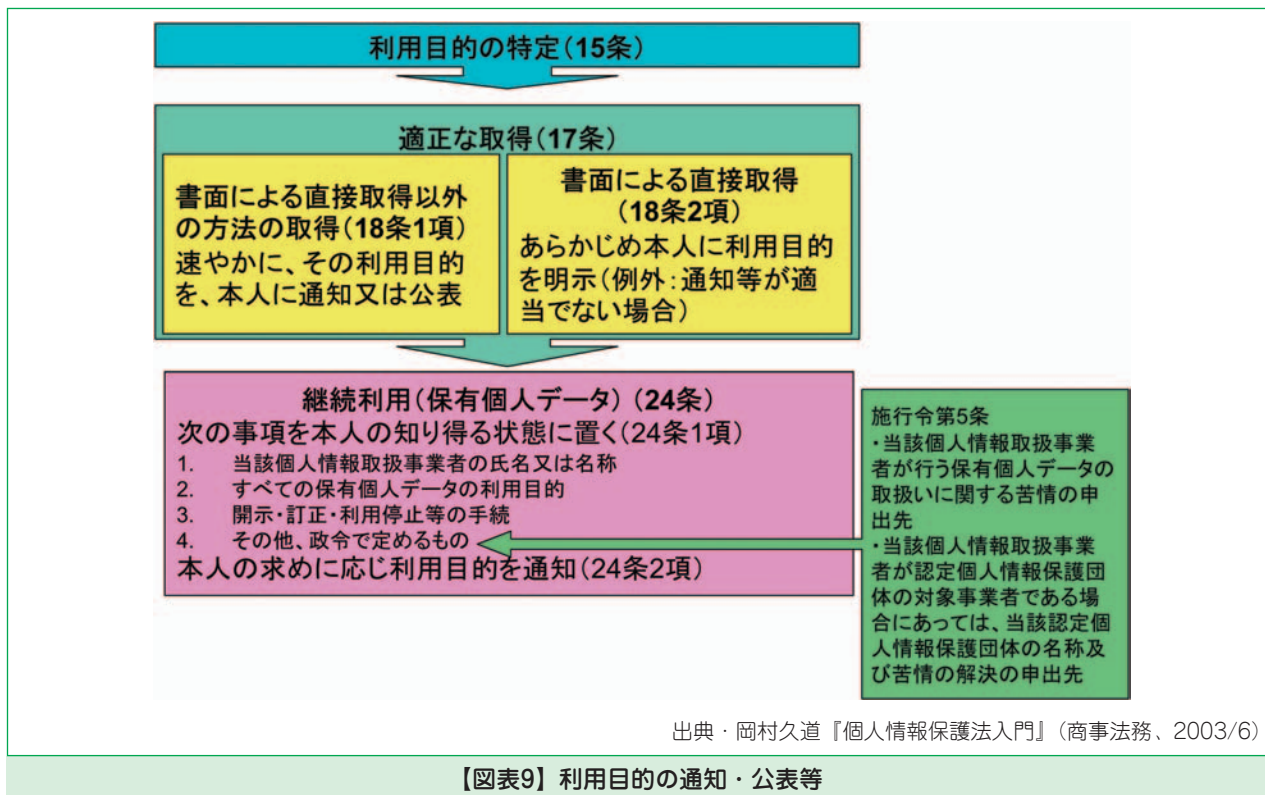 利用目的の特定（15条）
適正な取得（17条）
書面による直接取得以外
の方法の取得（18条1項）
速やかに、その利用目的
を、本人に通知又は公表
書面による直接取得
（18条2項）
あらかじめ本人に利用目的
を明示（例外：通知等が適
当でない場合）
継続利用（保有個人データ）（24条）
次の事項を本人の知り得る状態に置く（24条1項）
1. 当該個人情報取扱事業者の氏名又は名称
2. すべての保有個人データの利用目的
3. 開示・訂正・利用停止等の手続
4. その他、政令で定めるもの
本人の求めに応じ利用目的を通知（24条2項）
施行令第5条
・当該個人情報取扱事業
者が行う保有個人データの
取扱いに関する苦情の申
出先
・当該個人情報取扱事業
者が認定個人情報保護団
体の対象事業者である場
合にあっては、当該認定個
人情報保護団体の名称及
び苦情の解決の申出先
出典・岡村久道『個人情報保護法入門』（商事法務、2003/6）
【図表9】利用目的の通知・公表等